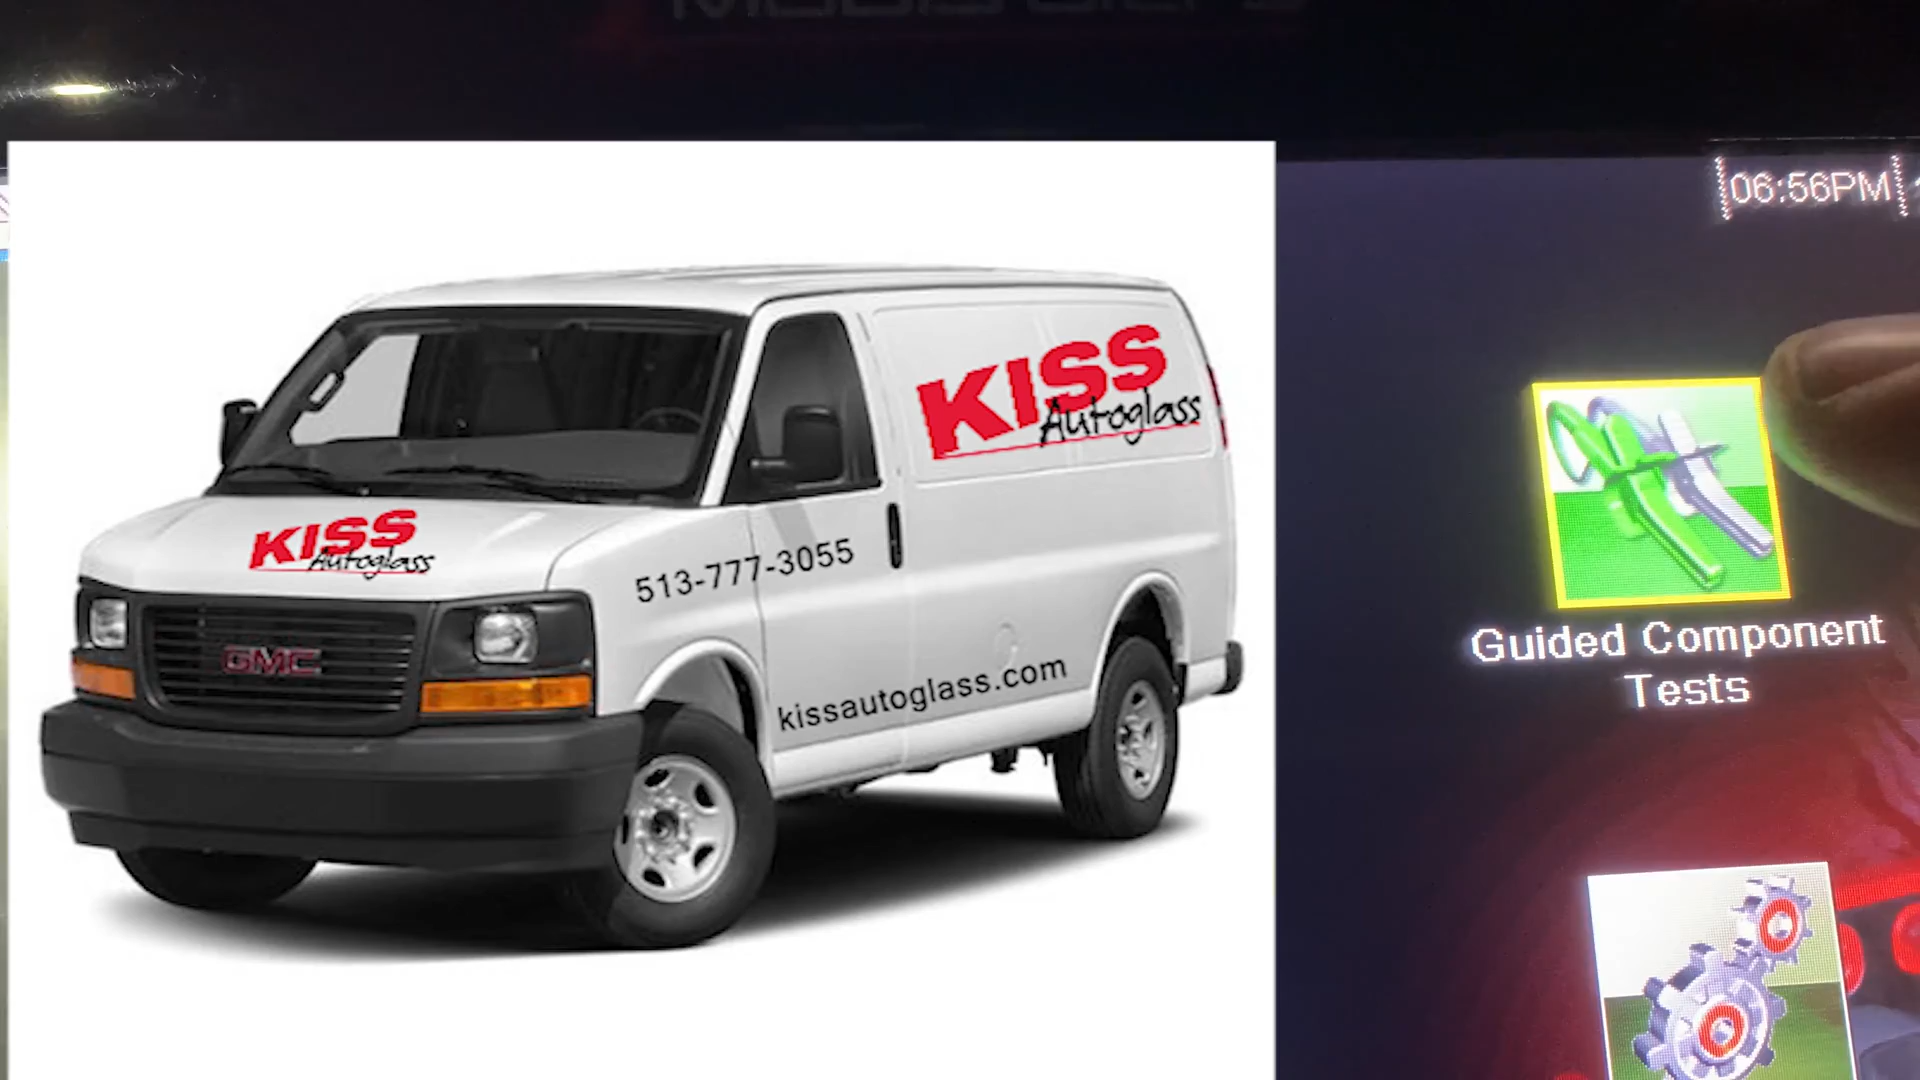 06:56PM
KISS
Autoglass
KISS
Autoglass
513-777-3055
GMC
kissautoglass.com
Guided Component
Tests